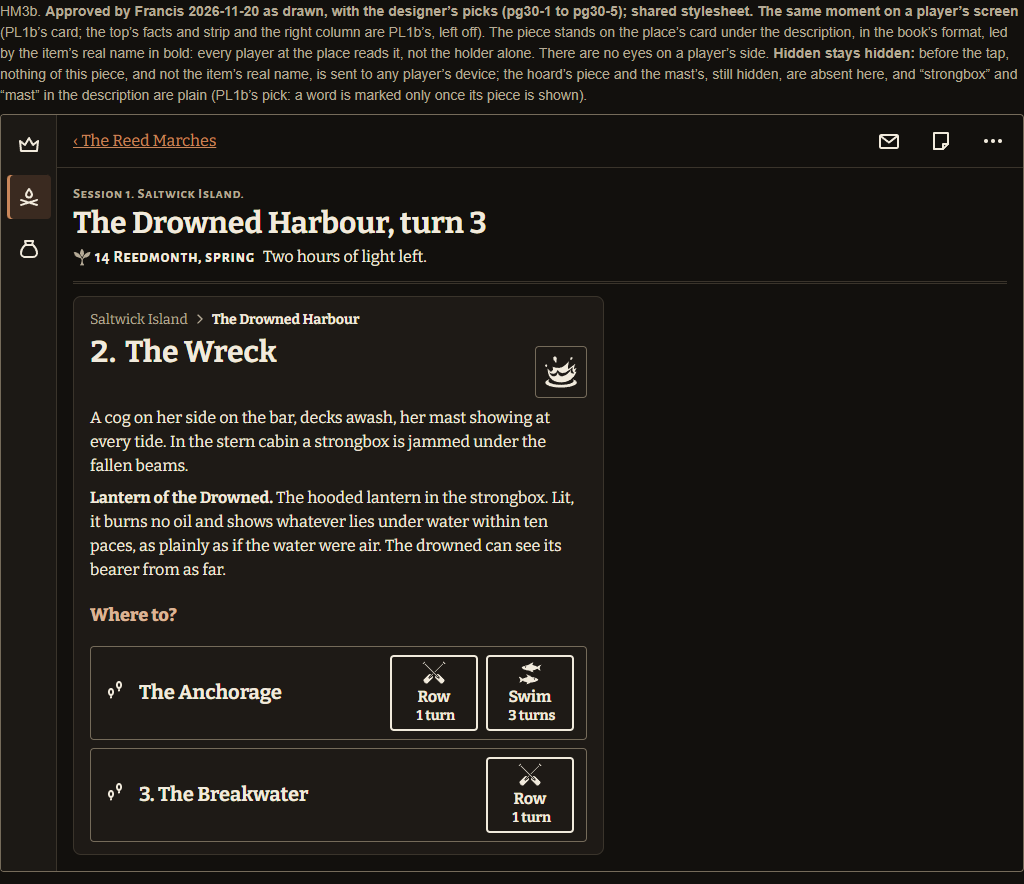 HM3b. Approved by Francis 2026-11-20 as drawn, with the designer's picks (pg30-1 to pg30-5); shared stylesheet. The same moment on a player's screen
(PL1b's card; the top's facts and strip and the right column are PL1b's, left off). The piece stands on the place's card under the description, in the book's format, led
by the item's real name in bold: every player at the place reads it, not the holder alone. There are no eyes on a player's side. Hidden stays hidden: before the tap,
nothing of this piece, and not the item's real name, is sent to any player's device; the hoard's piece and the mast's, still hidden, are absent here, and “strongbox” and
“mast” in the description are plain (PL1b's pick: a word is marked only once its piece is shown).
‹ The Reed Marches
Session 1. Saltwick Island.
The Drowned Harbour, turn 3
14 Reedmonth, spring Two hours of light left.
Saltwick Island > The Drowned Harbour
2. The Wreck
A cog on her side on the bar, decks awash, her mast showing at
every tide. In the stern cabin a strongbox is jammed under the
fallen beams.
Lantern of the Drowned. The hooded lantern in the strongbox. Lit,
it burns no oil and shows whatever lies under water within ten
paces, as plainly as if the water were air. The drowned can see its
bearer from as far.
Where to?
The Anchorage
Row
1 turn
Swim
3 turns
3. The Breakwater
Row
1 turn